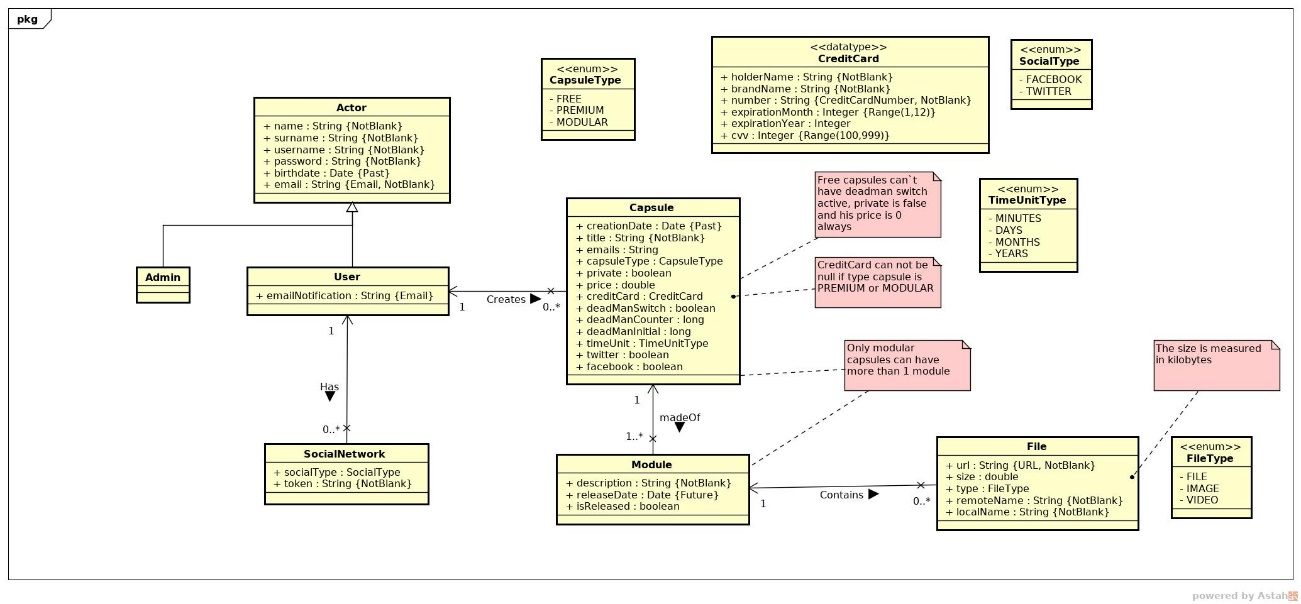 pkg
<<enum>>
CapsuleType
- FREE
- PREMIUM
- MODULAR
<<datatype>>
CreditCard
+ holderName : String {NotBlank}
+ brandName : String {NotBlank}
+ number : String {CreditCardNumber, NotBlank}
+ expirationMonth : Integer {Range(1,12)}
+ expirationYear : Integer
+ cvv : Integer {Range(100,999)}
<<enum>>
SocialType
- FACEBOOK
- TWITTER
Actor
+ name : String {NotBlank}
+ surname : String {NotBlank}
+ username : String {NotBlank}
+ password : String {NotBlank}
+ birthdate : Date {Past}
+ email : String {Email, NotBlank}
Free capsules can`t
have deadman switch
active, private is false
and his price is 0
always
<<enum>>
TimeUnitType
- MINUTES
- DAYS
- MONTHS
- YEARS
Capsule
+ creationDate : Date {Past}
+ title : String {NotBlank}
+ emails : String
+ capsuleType : CapsuleType
+ private : boolean
+ price : double
+ creditCard : CreditCard
+ deadManSwitch : boolean
+ deadManCounter : long
+ deadManInitial : long
+ timeUnit : TimeUnitType
+ twitter : boolean
+ facebook : boolean
CreditCard can not be
null if type capsule is
PREMIUM or MODULAR
Admin
User
+ emailNotification : String {Email}
1
Creates
0..*
1
Has
0..*
Only modular
capsules can have
more than 1 module
The size is measured
in kilobytes
1
madeOf
1..*
SocialNetwork
+ socialType : SocialType
+ token : String {NotBlank}
Module
+ description : String {NotBlank}
+ releaseDate : Date {Future}
+ isReleased : boolean
1
Contains
0..*
File
+ url : String {URL, NotBlank}
+ size : double
+ type : FileType
+ remoteName : String {NotBlank}
+ localName : String {NotBlank}
<<enum>>
FileType
- FILE
- IMAGE
- VIDEO
powered by Astah